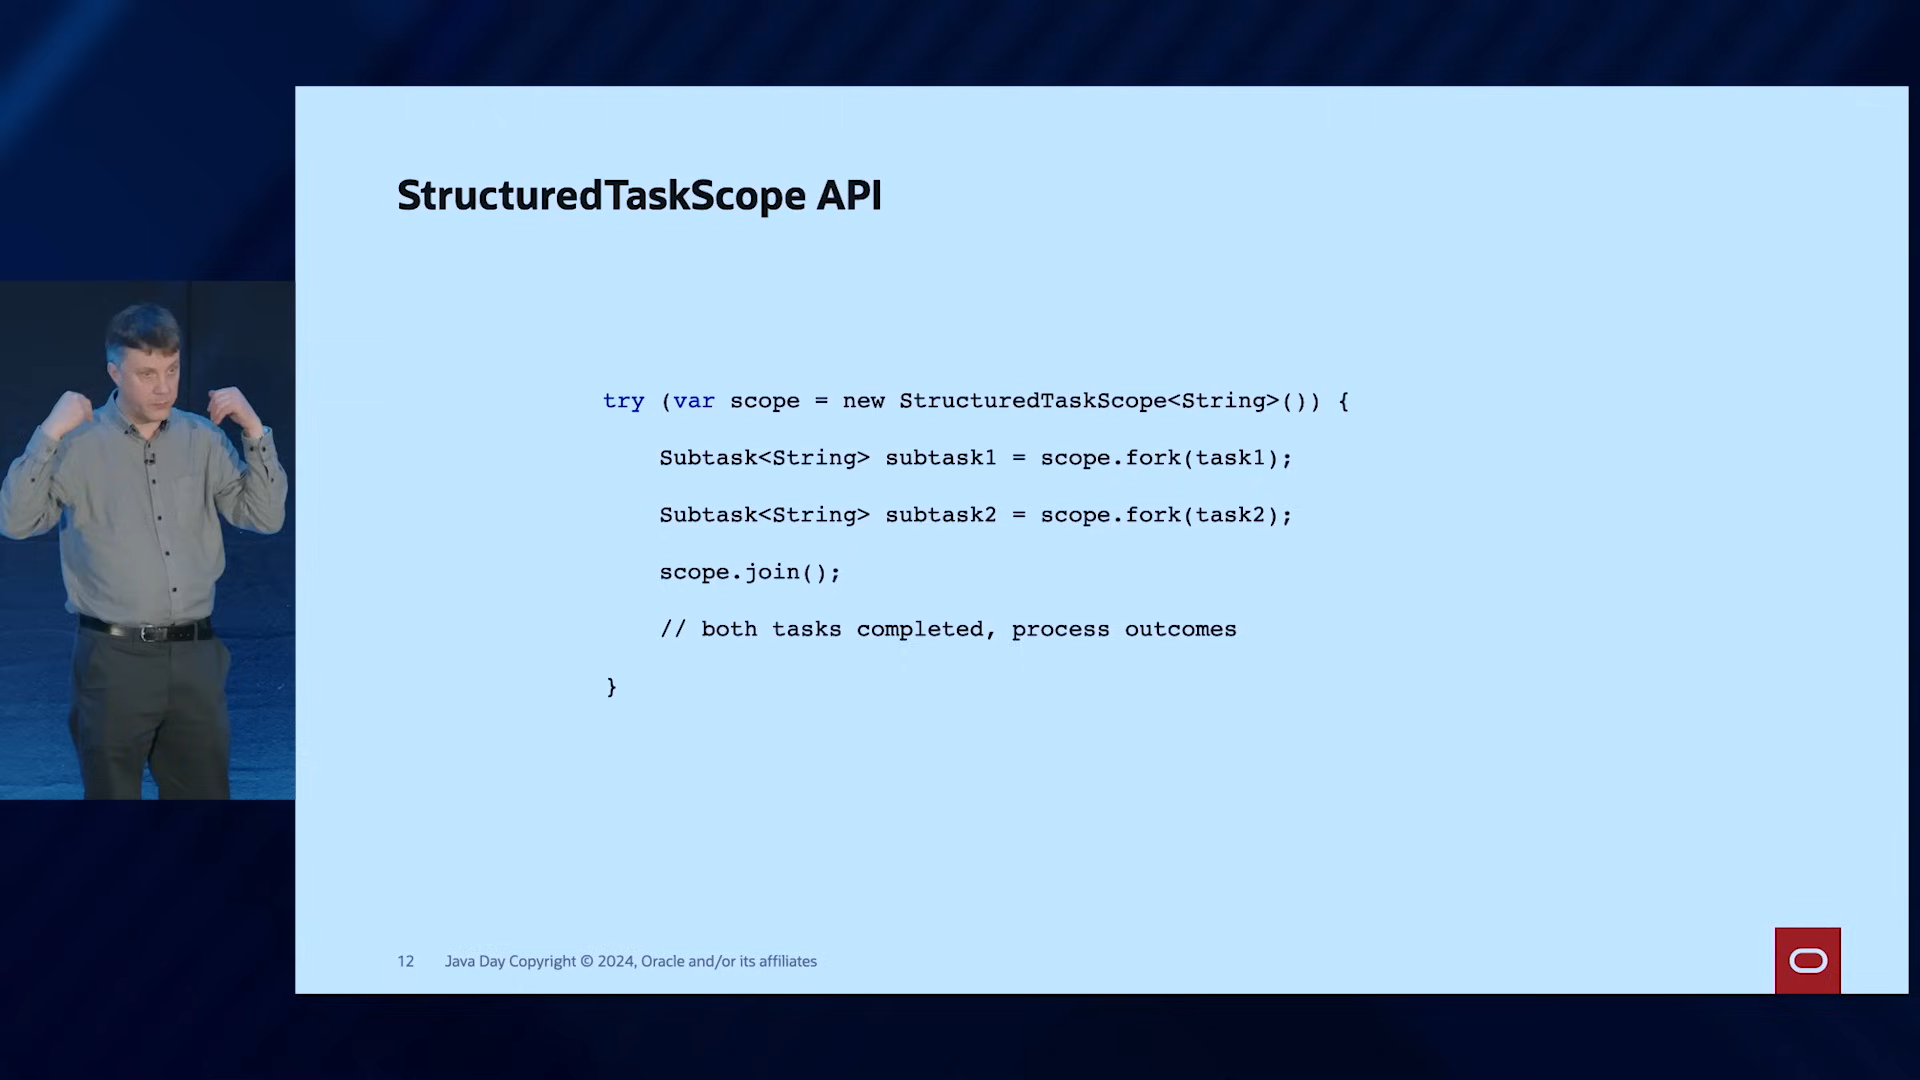 StructuredTaskScope API
try (var scope = new StructuredTaskScope<String>()) {
Subtask<String> subtask1 = scope.fork(task1);
Subtask<String> subtask2 = scope.fork(task2);
scope.join();
// both tasks completed, process outcomes
}
12 Java Day Copyright © 2024, Oracle and/or its affiliates